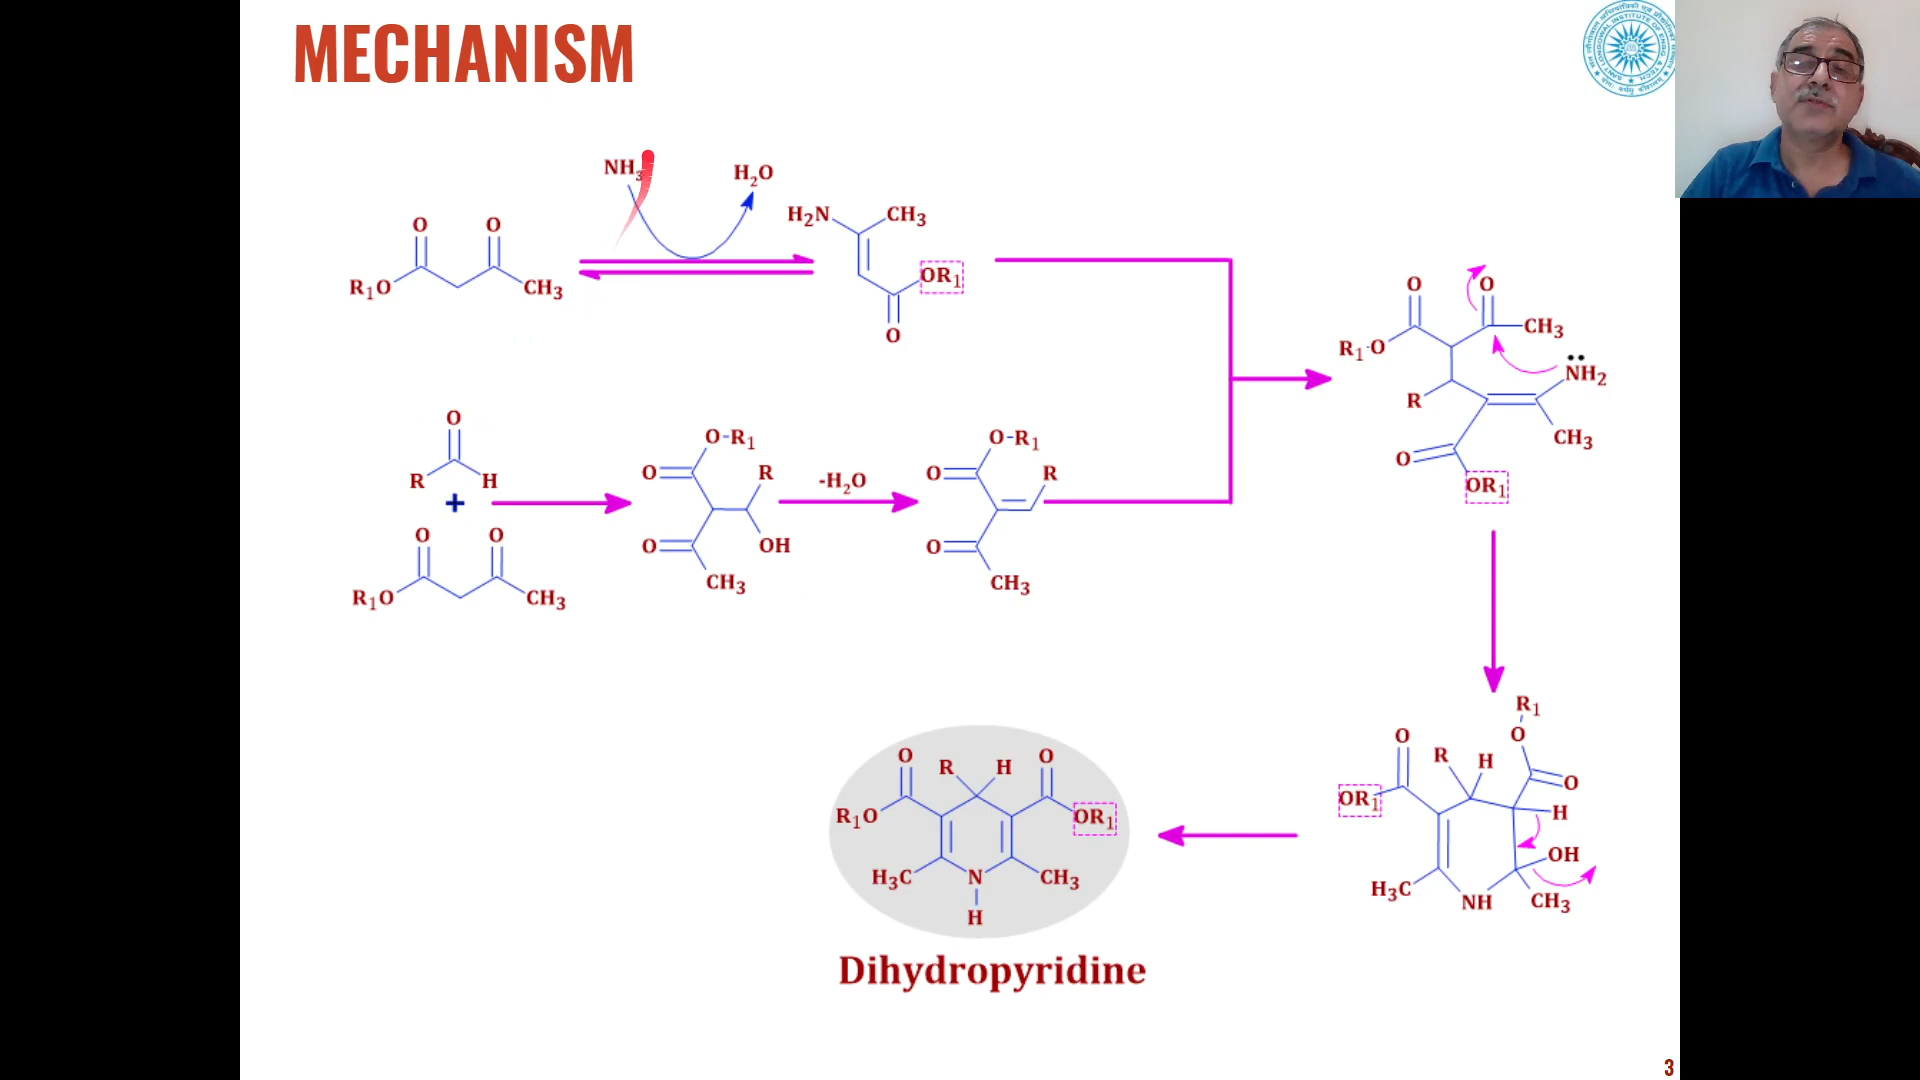 MECHANISM
NH3
H2O
O
O
R1O
CH3
H2N
CH3
OR1
O
O
O
R1-O
CH3
NH2
R
CH3
O
OR1
O
R
H
+
O
O
R1O
CH3
O-R1
O
R
O
OH
CH3
-H2O
O-R1
O
R
O
CH3
R1
O
O
R
H
O
OR1
H
OH
H3C
NH
CH3
O
R
H
O
R1O
OR1
H3C
N
CH3
H
Dihydropyridine
3